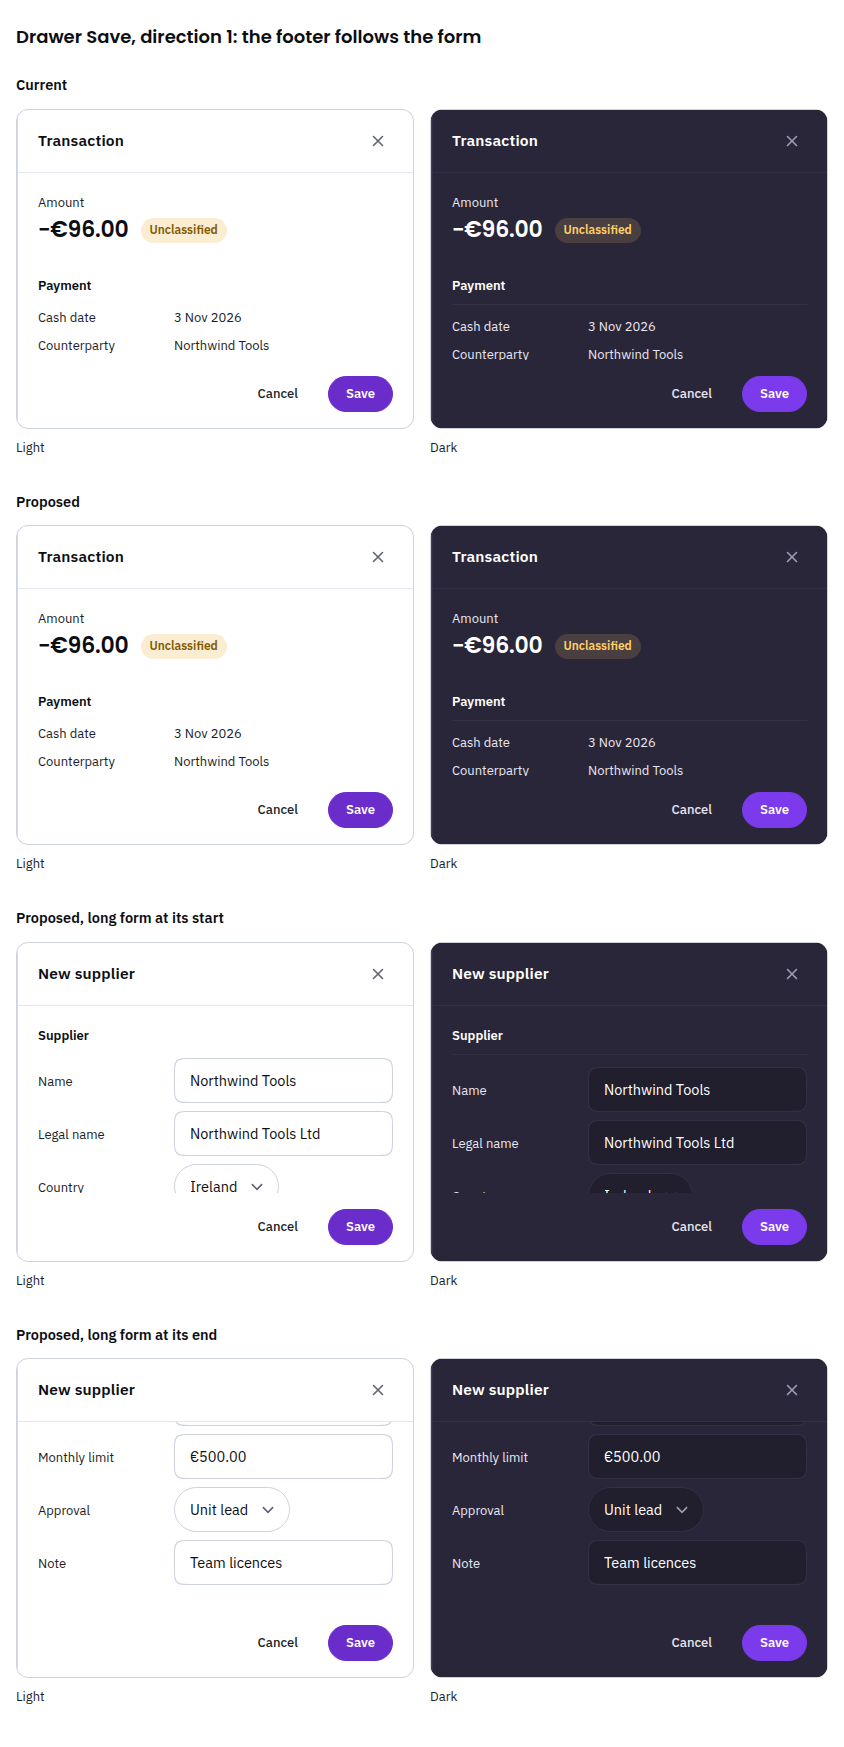 Drawer Save, direction 1: the footer follows the form
Current
Transaction
Amount
−€96.00 Unclassified
Payment
Cash date 3 Nov 2026
Counterparty Northwind Tools
Cancel Save
Light
Transaction
Amount
−€96.00 Unclassified
Payment
Cash date 3 Nov 2026
Counterparty Northwind Tools
Cancel Save
Dark
Proposed
Transaction
Amount
−€96.00 Unclassified
Payment
Cash date 3 Nov 2026
Counterparty Northwind Tools
Cancel Save
Light
Transaction
Amount
−€96.00 Unclassified
Payment
Cash date 3 Nov 2026
Counterparty Northwind Tools
Cancel Save
Dark
Proposed, long form at its start
New supplier
Supplier
Name Northwind Tools
Legal name Northwind Tools Ltd
Country Ireland
Cancel Save
Light
New supplier
Supplier
Name Northwind Tools
Legal name Northwind Tools Ltd
Cancel Save
Dark
Proposed, long form at its end
New supplier
Monthly limit €500.00
Approval Unit lead
Note Team licences
Cancel Save
Light
New supplier
Monthly limit €500.00
Approval Unit lead
Note Team licences
Cancel Save
Dark